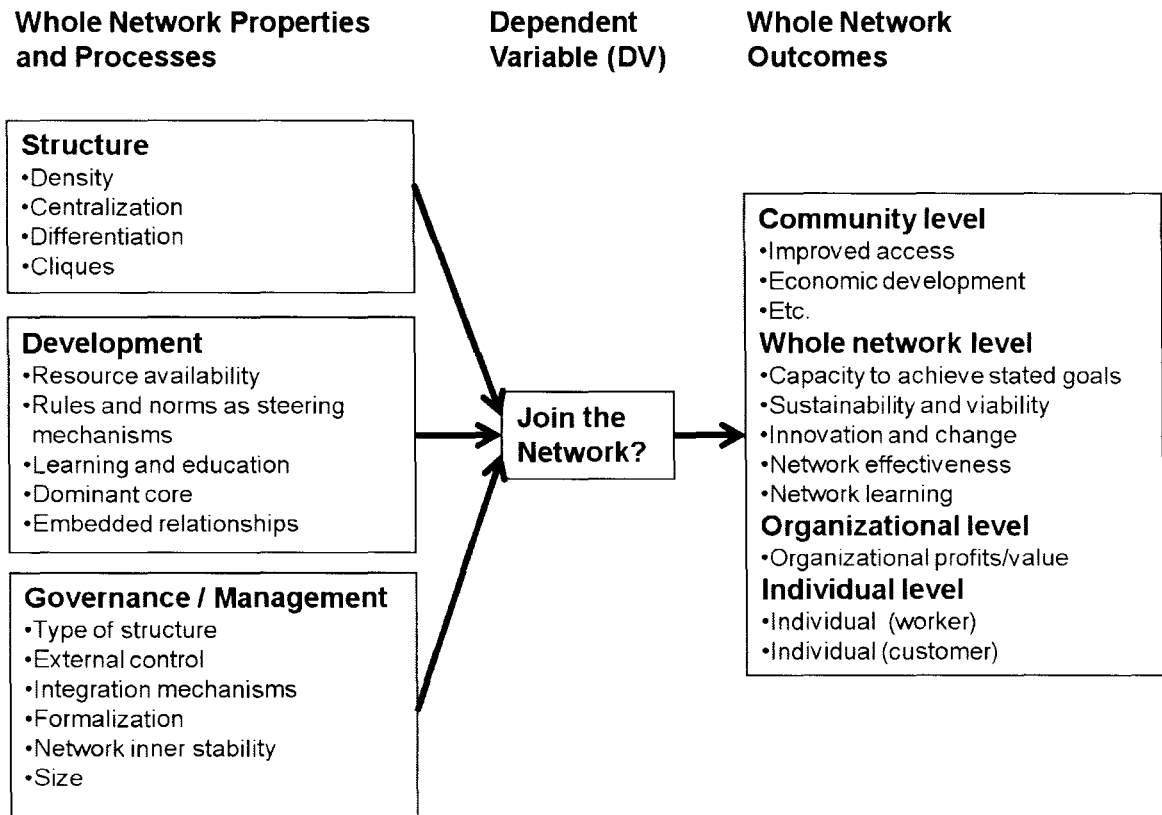 Whole Network Properties
and Processes
Dependent
Variable (DV)
Whole Network
Outcomes
Structure
•Density
•Centralization
•Differentiation
•Cliques
Development
•Resource availability
•Rules and norms as steering
mechanisms
•Learning and education
•Dominant core
•Embedded relationships
Governance / Management
•Type of structure
•External control
•Integration mechanisms
•Formalization
•Network inner stability
•Size
Join the
Network?
Community level
•Improved access
•Economic development
•Etc.
Whole network level
•Capacity to achieve stated goals
•Sustainability and viability
•Innovation and change
•Network effectiveness
•Network learning
Organizational level
•Organizational profits/value
Individual level
•Individual (worker)
•Individual (customer)